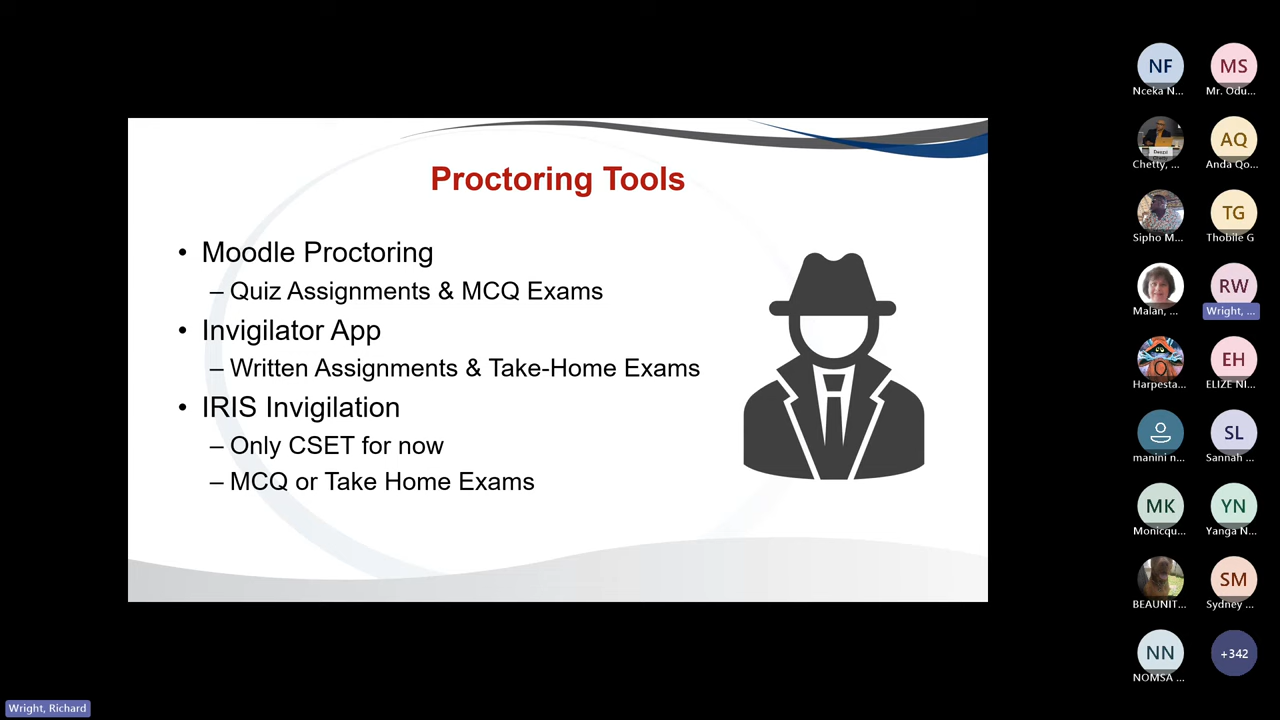 Proctoring Tools
• Moodle Proctoring
– Quiz Assignments & MCQ Exams
• Invigilator App
– Written Assignments & Take-Home Exams
• IRIS Invigilation
– Only CSET for now
– MCQ or Take Home Exams
NF
Nceka N...
MS
Mr. Odu...
Chetty, ...
AQ
Anda Qo...
Sipho M...
TG
Thobile G
Malan, ...
RW
Wright, ...
Harpesta...
EH
ELIZE NI...
manini n...
SL
Sannah ...
MK
Monicqu...
YN
Yanga N...
BEAUNIT...
SM
Sydney ...
NN
NOMSA ...
+342
Wright, Richard